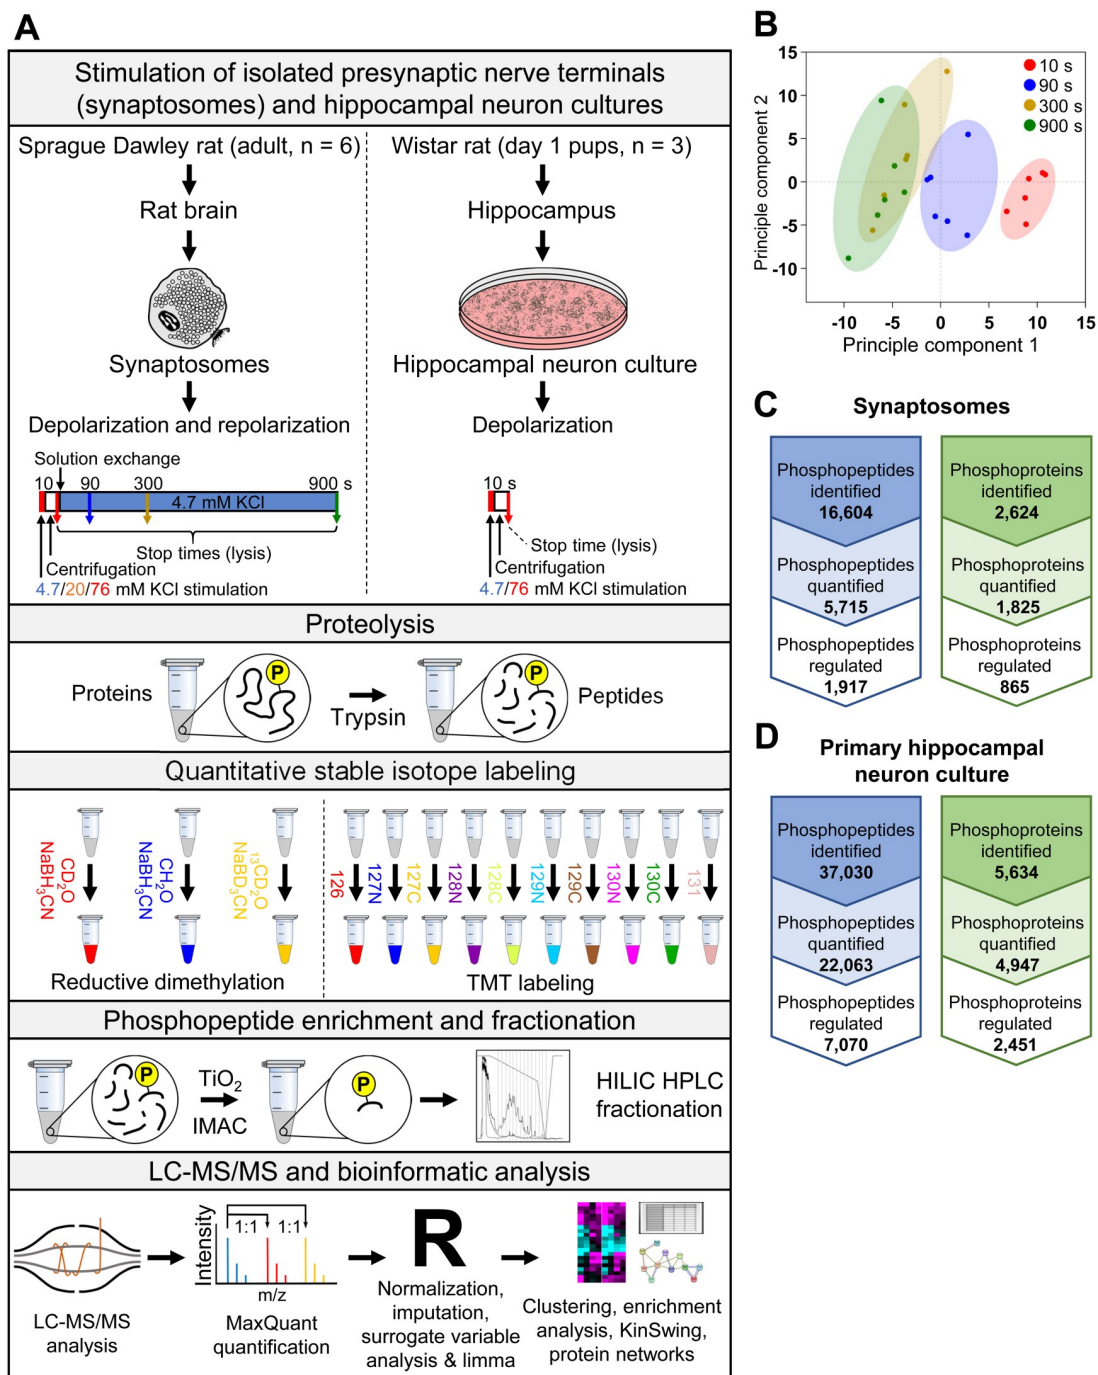 A
Stimulation of isolated presynaptic nerve terminals
(synaptosomes) and hippocampal neuron cultures
Sprague Dawley rat (adult, n = 6)
Rat brain
Synaptosomes
Depolarization and repolarization
Solution exchange
10 90 300 900 s
4.7 mM KCl
Stop times (lysis)
Centrifugation
4.7/20/76 mM KCl stimulation
Wistar rat (day 1 pups, n = 3)
Hippocampus
Hippocampal neuron culture
Depolarization
10 s
Stop time (lysis)
Centrifugation
4.7/76 mM KCl stimulation
Proteolysis
Proteins
P
Trypsin
P
Peptides
Quantitative stable isotope labeling
CD2O
NaBH3CN
CH2O
NaBH3CN
13CD2O
NaBD3CN
Reductive dimethylation
126
127N
127C
128N
128C
129N
129C
130N
130C
131
TMT labeling
Phosphopeptide enrichment and fractionation
P
TiO2
IMAC
P
HILIC HPLC
fractionation
LC-MS/MS and bioinformatic analysis
LC-MS/MS
analysis
Intensity
1:1 1:1
m/z
MaxQuant
quantification
R
Normalization,
imputation,
surrogate variable
analysis & limma
Clustering, enrichment
analysis, KinSwing,
protein networks
B
Principle component 2
15
10
5
0
-5
-10
10 s
90 s
300 s
900 s
-10 -5 0 5 10 15
Principle component 1
C
Synaptosomes
Phosphopeptides
identified
16,604
Phosphopeptides
quantified
5,715
Phosphopeptides
regulated
1,917
Phosphoproteins
identified
2,624
Phosphoproteins
quantified
1,825
Phosphoproteins
regulated
865
D
Primary hippocampal
neuron culture
Phosphopeptides
identified
37,030
Phosphopeptides
quantified
22,063
Phosphopeptides
regulated
7,070
Phosphoproteins
identified
5,634
Phosphoproteins
quantified
4,947
Phosphoproteins
regulated
2,451